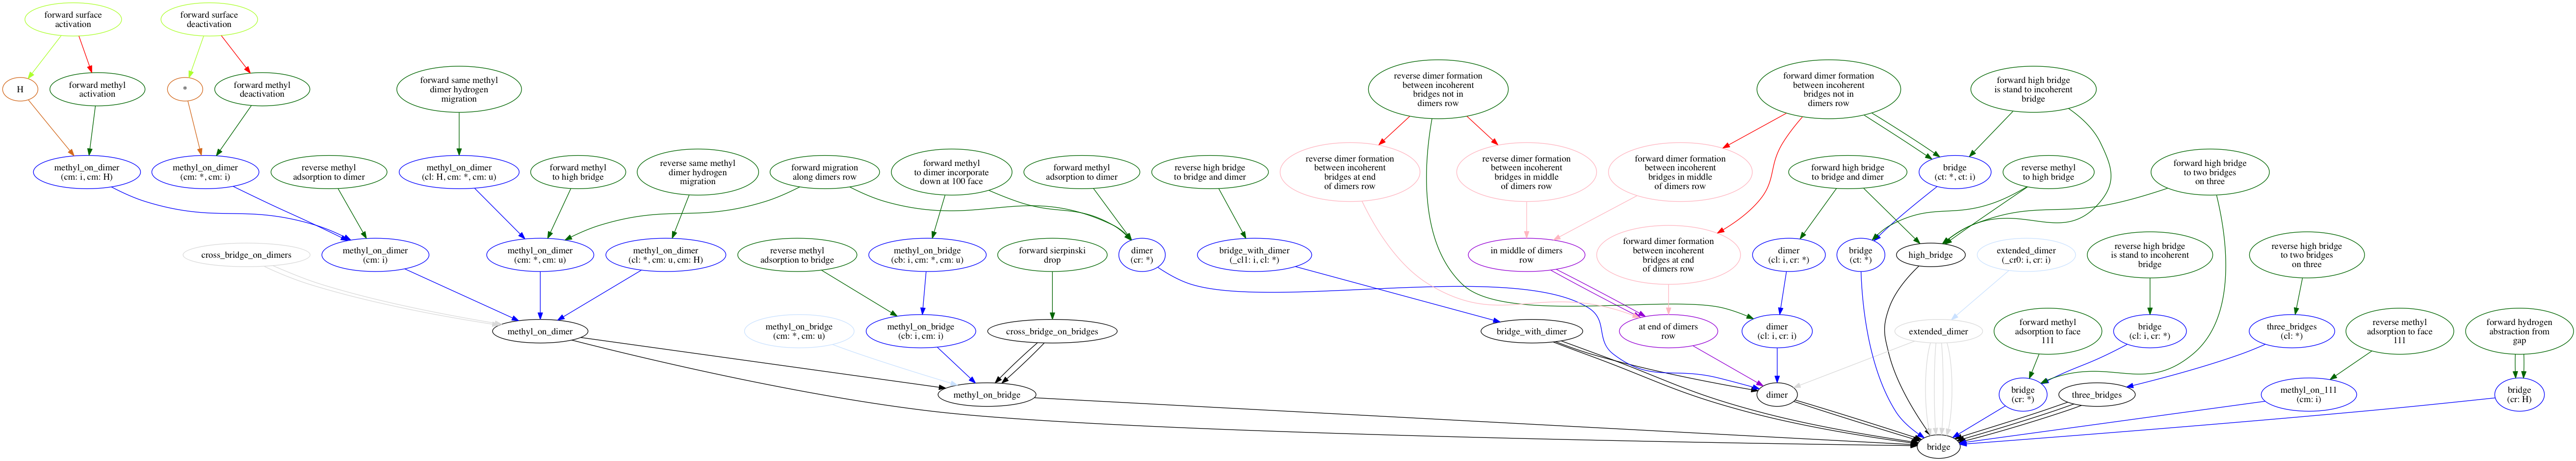 forward surface
activation
forward surface
deactivation
H
forward methyl
activation
*
forward methyl
deactivation
forward same methyl
dimer hydrogen
migration
reverse dimer formation
between incoherent
bridges not in
dimers row
forward dimer formation
between incoherent
bridges not in
dimers row
forward high bridge
is stand to incoherent
bridge
methyl_on_dimer
(cm: i, cm: H)
methyl_on_dimer
(cm: *, cm: i)
reverse methyl
adsorption to dimer
methyl_on_dimer
(cl: H, cm: *, cm: u)
forward methyl
to high bridge
reverse same methyl
dimer hydrogen
migration
forward migration
along dimers row
forward methyl
to dimer incorporate
down at 100 face
forward methyl
adsorption to dimer
reverse high bridge
to bridge and dimer
reverse dimer formation
between incoherent
bridges at end
of dimers row
reverse dimer formation
between incoherent
bridges in middle
of dimers row
forward dimer formation
between incoherent
bridges in middle
of dimers row
forward high bridge
to bridge and dimer
bridge
(ct: *, ct: i)
reverse methyl
to high bridge
forward high bridge
to two bridges
on three
cross_bridge_on_dimers
methyl_on_dimer
(cm: i)
methyl_on_dimer
(cm: *, cm: u)
methyl_on_dimer
(cl: *, cm: u, cm: H)
reverse methyl
adsorption to bridge
methyl_on_bridge
(cb: i, cm: *, cm: u)
forward sierpinski
drop
dimer
(cr: *)
bridge_with_dimer
(_cl1: i, cl: *)
in middle of dimers
row
forward dimer formation
between incoherent
bridges at end
of dimers row
dimer
(cl: i, cr: *)
bridge
(ct: *)
high_bridge
extended_dimer
(_cr0: i, cr: i)
reverse high bridge
is stand to incoherent
bridge
reverse high bridge
to two bridges
on three
methyl_on_dimer
methyl_on_bridge
(cm: *, cm: u)
methyl_on_bridge
(cb: i, cm: i)
cross_bridge_on_bridges
bridge_with_dimer
at end of dimers
row
dimer
(cl: i, cr: i)
extended_dimer
forward methyl
adsorption to face
111
bridge
(cl: i, cr: *)
three_bridges
(cl: *)
reverse methyl
adsorption to face
111
forward hydrogen
abstraction from
gap
methyl_on_bridge
dimer
bridge
(cr: *)
three_bridges
methyl_on_111
(cm: i)
bridge
(cr: H)
bridge